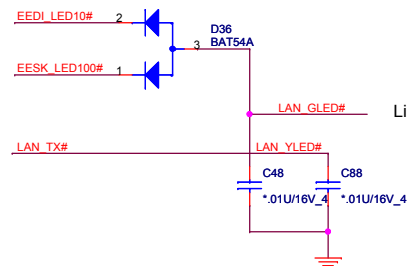 EEDI_LED10#
2
D36
BAT54A
3
EESK_LED100#
1
LAN_GLED#
Li
LAN_TX#
LAN_YLED#
C48
C88
*.01U/16V_4
*.01U/16V_4